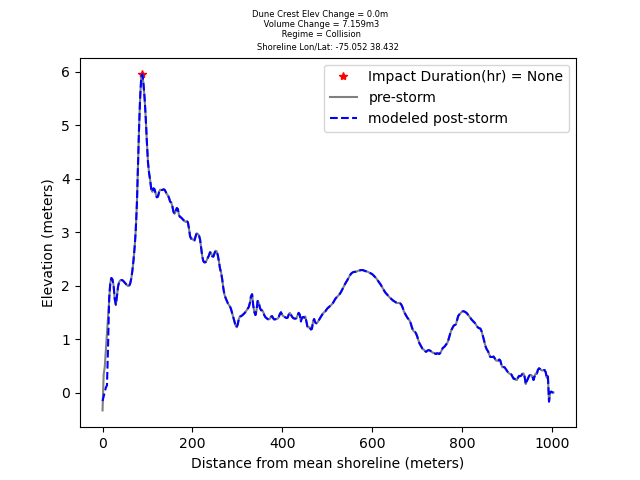 Dune Crest Elev Change = 0.0m
Volume Change = 7.159m3
Regime = Collision
Shoreline Lon/Lat: -75.052 38.432
Impact Duration(hr) = None
pre-storm
modeled post-storm
Elevation (meters)
6
5
4
3
2
1
0
0 200 400 600 800 1000
Distance from mean shoreline (meters)